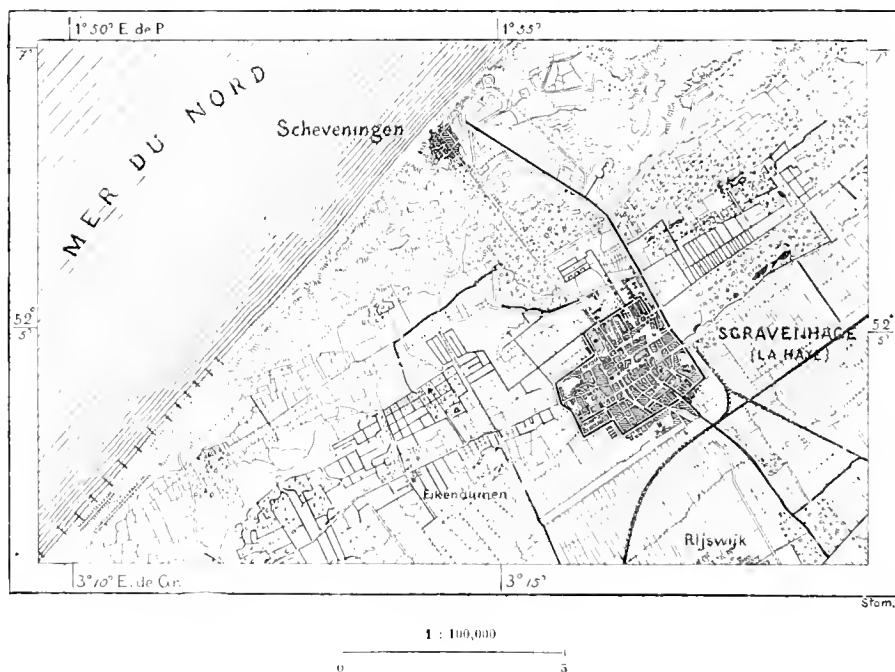 1°50' E. de P.
1°55'
7'
7'
MER DU NORD
Scheveningen
52°
5'
52°
5'
SGRAVENHAGE
(LA HAYE)
Eikenduinen
Rijswijk
3°10' E. de Gr.
3°15'
Stom.
1 : 100,000
0
5